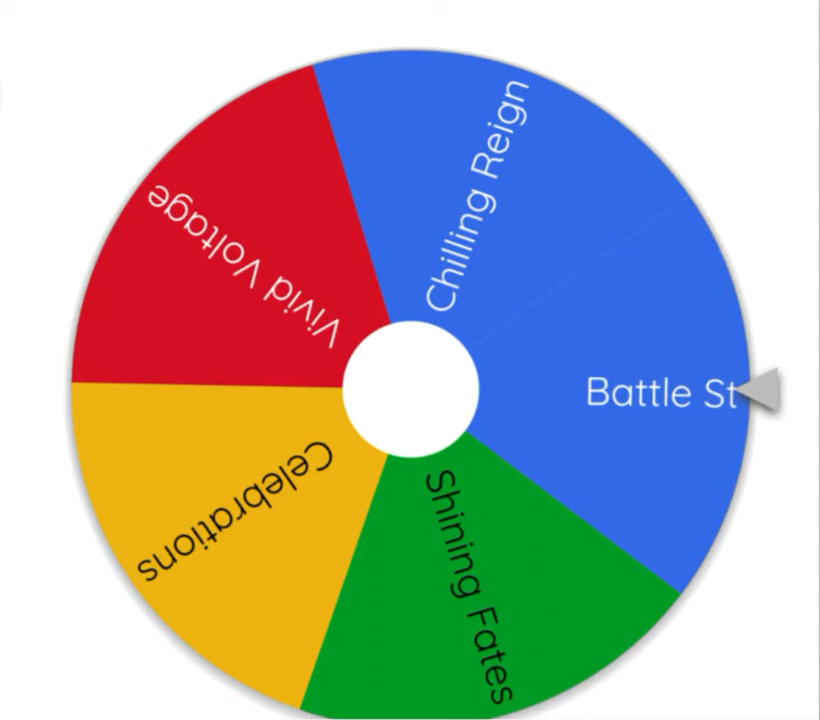 Chilling Reign
Battle St
Shining Fates
Celebrations
Vivid Voltage